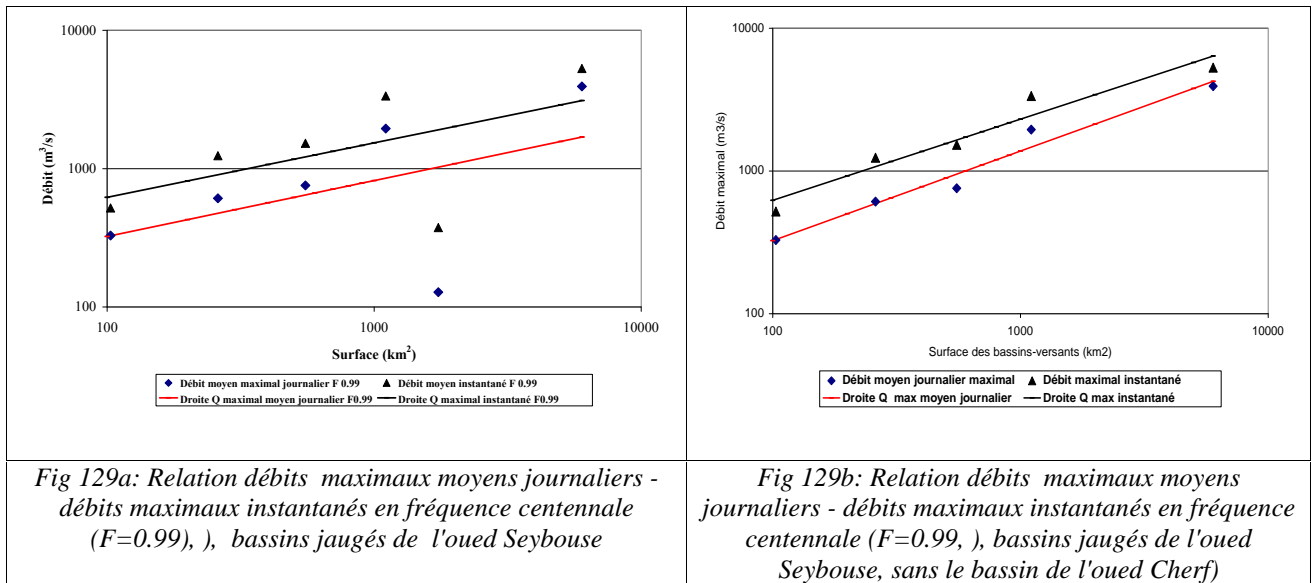 10000
1000
100
100
1000
10000
Débit (m³/s)
Surface (km²)
Débit moyen maximal journalier F 0.99
Débit moyen instantané F 0.99
Droite Q maximal moyen journalier F0.99
Droite Q maximal instantané F0.99
10000
1000
100
100
1000
10000
Débit maximal (m3/s)
Surface des bassins-versants (km2)
Débit moyen journalier maximal
Débit maximal instantané
Droite Q max moyen journalier
Droite Q max instantané
Fig 129a: Relation débits maximaux moyens journaliers -
débits maximaux instantanés en fréquence centennale
(F=0.99), ), bassins jaugés de l'oued Seybouse
Fig 129b: Relation débits maximaux moyens
journaliers - débits maximaux instantanés en fréquence
centennale (F=0.99, ), bassins jaugés de l'oued
Seybouse, sans le bassin de l'oued Cherf)